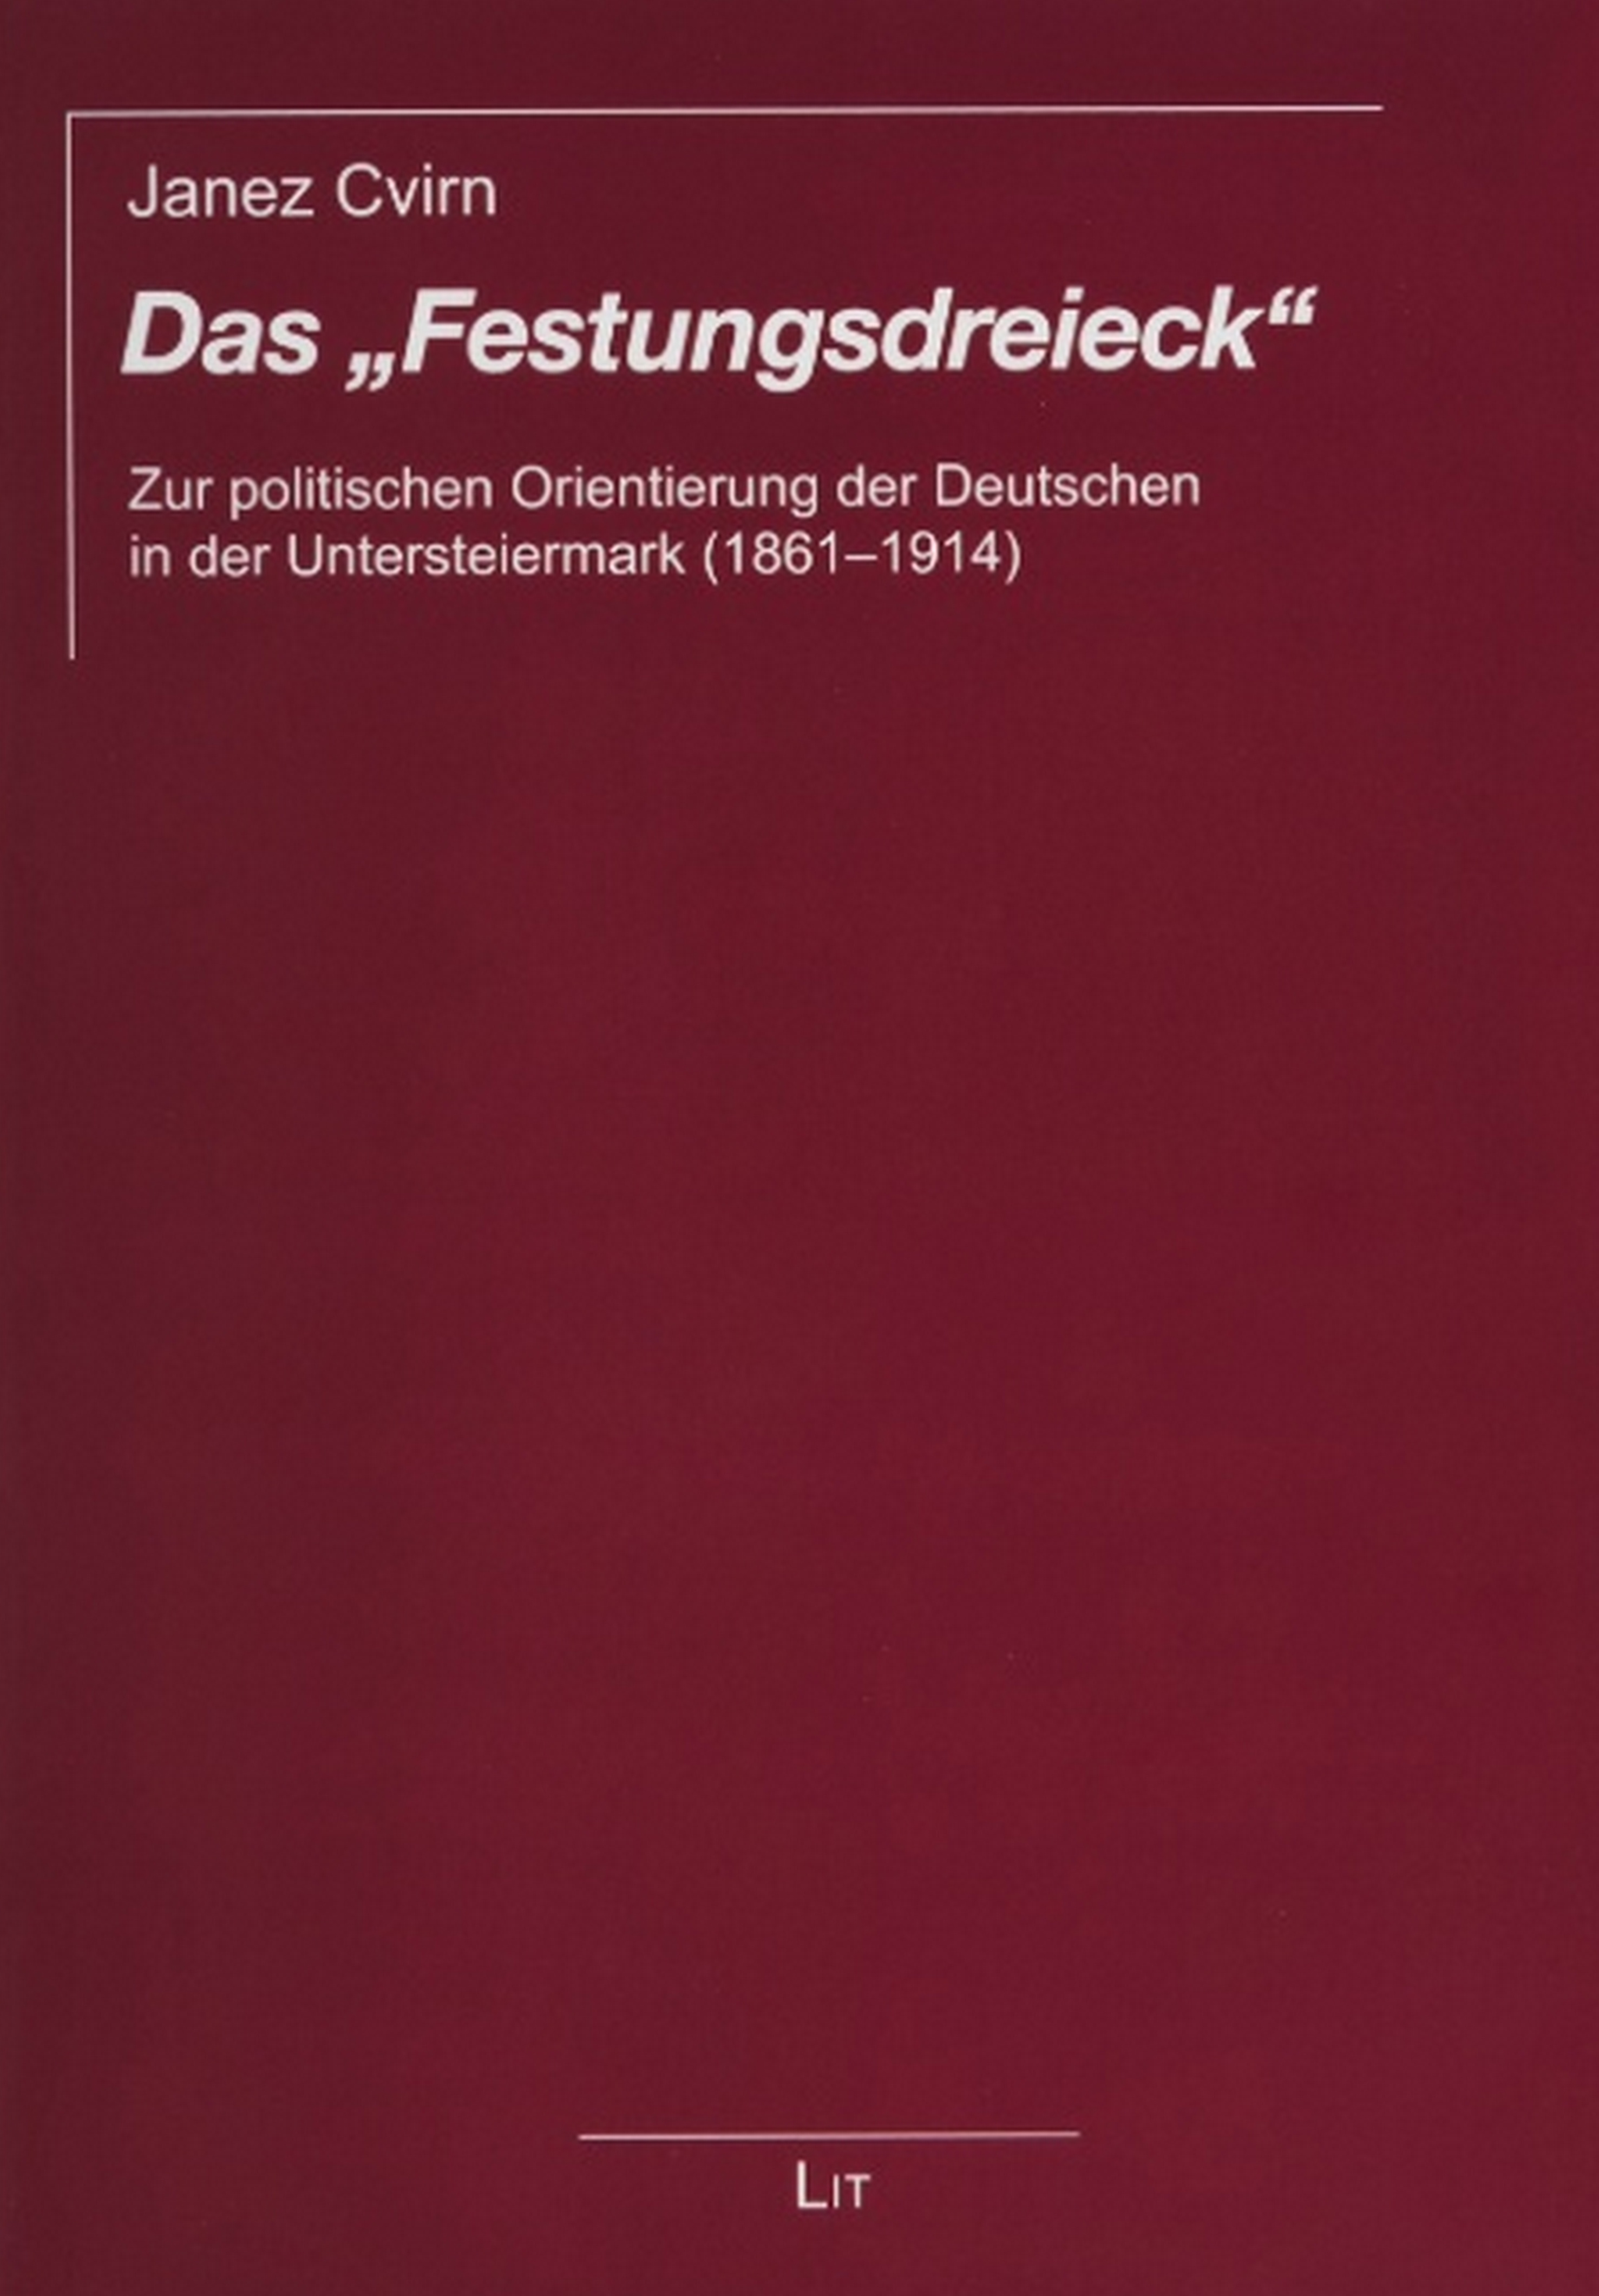 Janez Cvirn
Das „Festungsdreieck“
Zur politischen Orientierung der Deutschen
in der Untersteiermark (1861–1914)
LIT